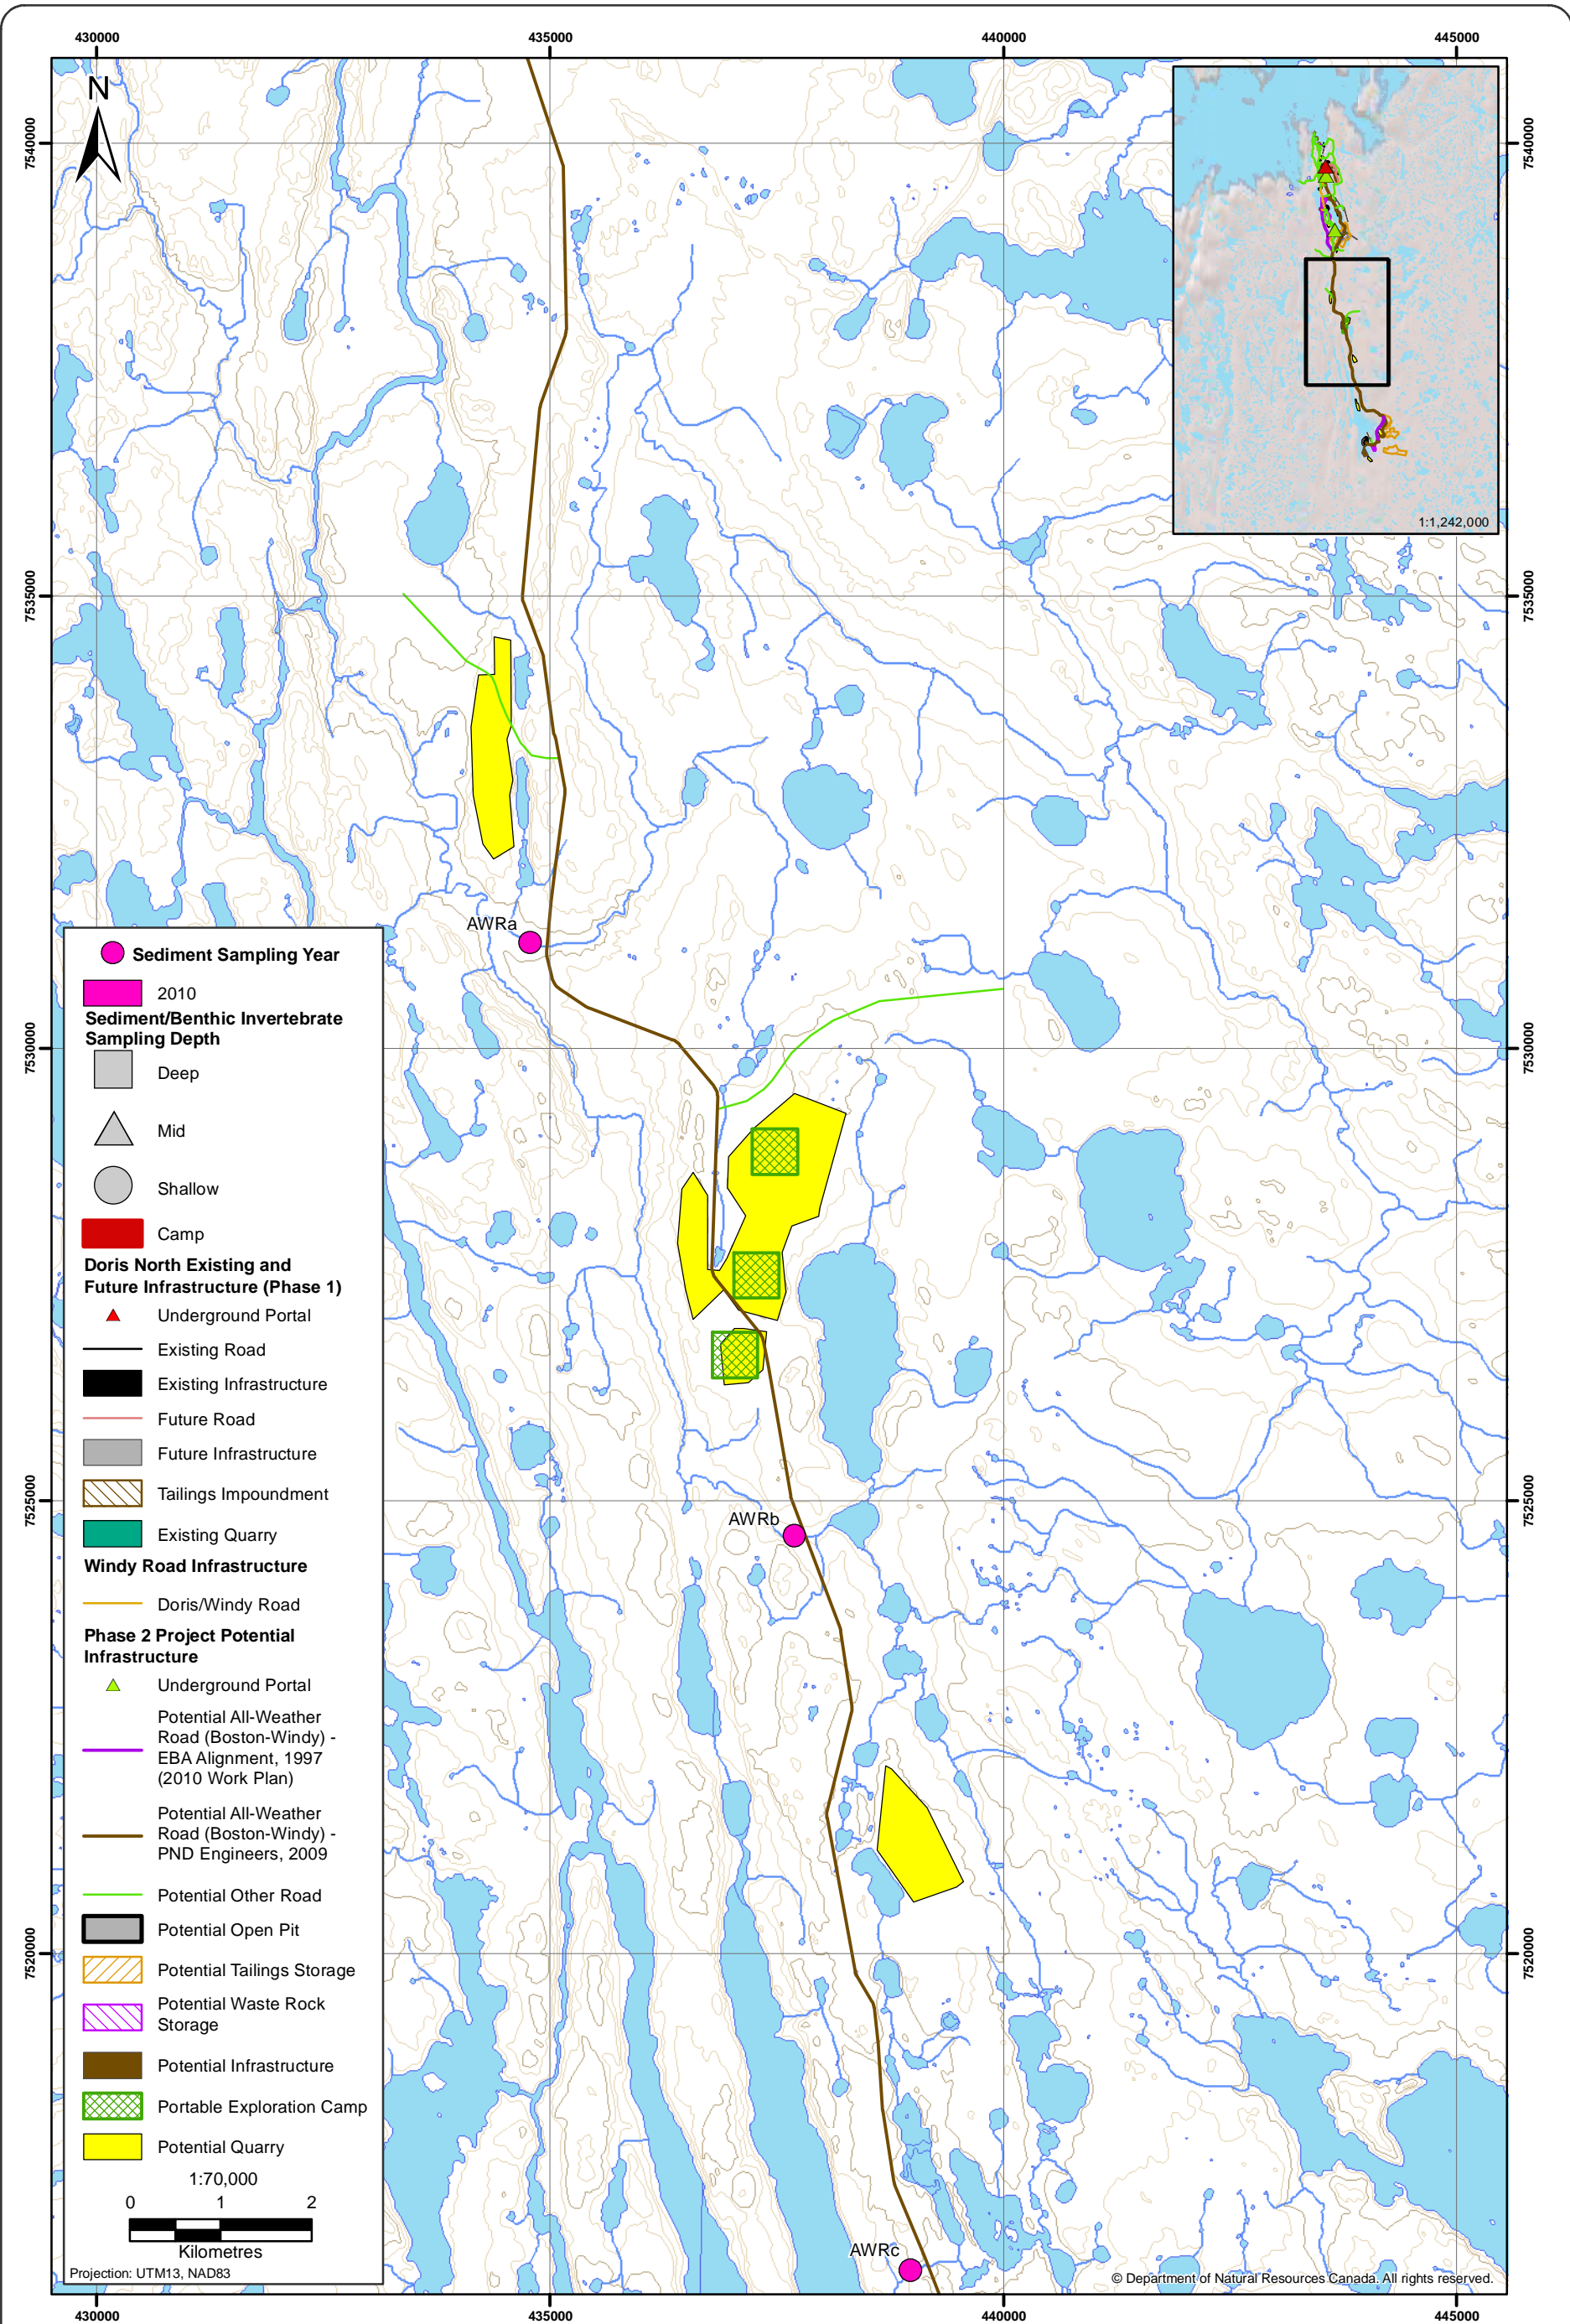 430000
435000
440000
445000
N
7540000
7540000
1:1,242,000
7535000
7535000
AWRa
Sediment Sampling Year
2010
Sediment/Benthic Invertebrate
Sampling Depth
Deep
Mid
Shallow
Camp
Doris North Existing and
Future Infrastructure (Phase 1)
Underground Portal
Existing Road
Existing Infrastructure
Future Road
Future Infrastructure
Tailings Impoundment
Existing Quarry
Windy Road Infrastructure
Doris/Windy Road
Phase 2 Project Potential
Infrastructure
Underground Portal
Potential All-Weather
Road (Boston-Windy) -
EBA Alignment, 1997
(2010 Work Plan)
Potential All-Weather
Road (Boston-Windy) -
PND Engineers, 2009
Potential Other Road
Potential Open Pit
Potential Tailings Storage
Potential Waste Rock
Storage
Potential Infrastructure
Portable Exploration Camp
Potential Quarry
1:70,000
0 1 2
Kilometres
Projection: UTM13, NAD83
7530000
7530000
7525000
7525000
AWRb
7520000
7520000
AWRc
© Department of Natural Resources Canada. All rights reserved.
430000
435000
440000
445000